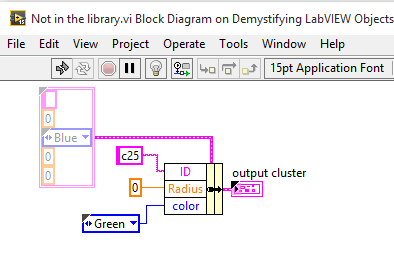 Not in the library.vi Block Diagram on Demystifying LabVIEW Objects
File Edit View Project Operate Tools Window Help
15pt Application Font
0
Blue
0
0
c25
0
Green
ID
Radius
color
output cluster